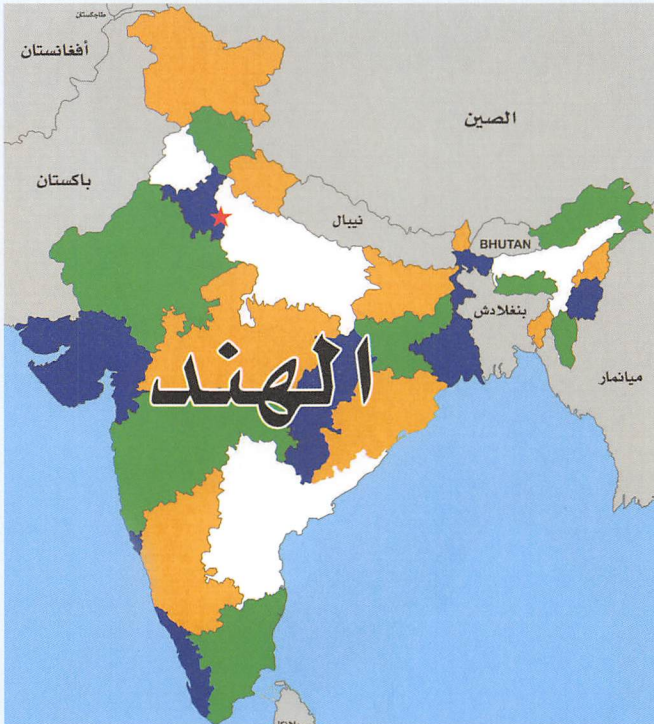 طاجكستان
أفغانستان
الصين
باكستان
نيبال
BHUTAN
بنغلادش
الهند
ميانمار